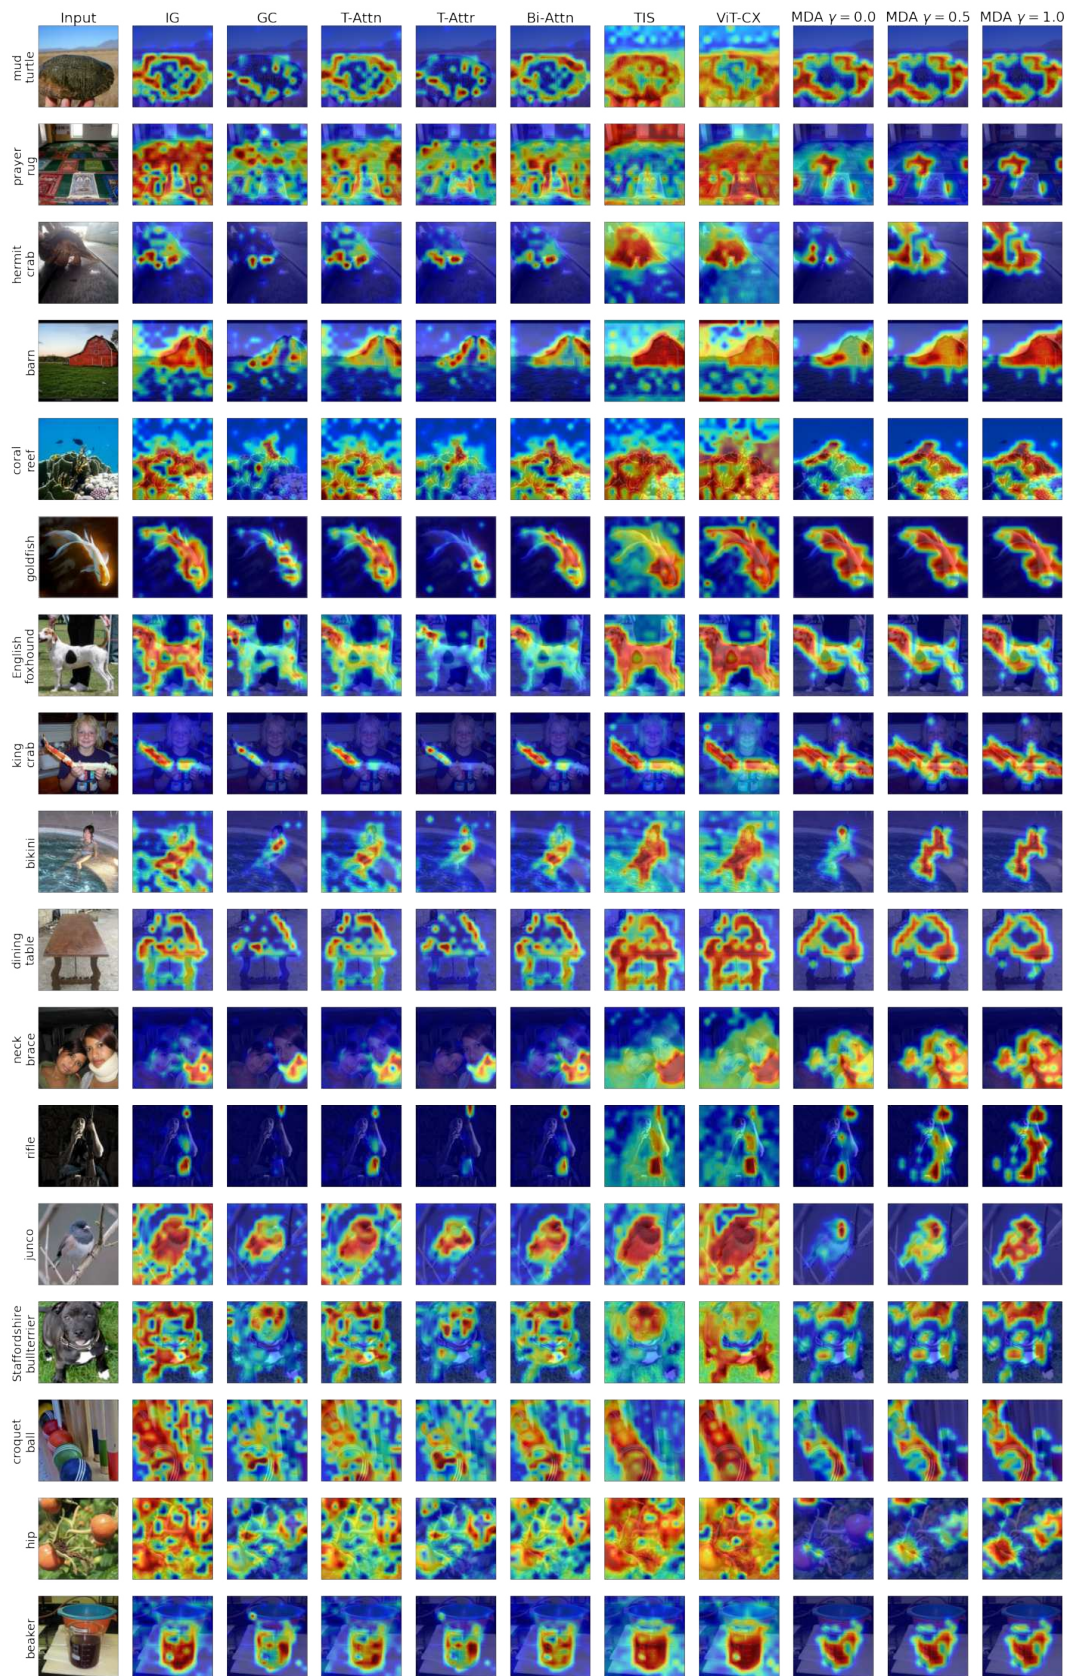 Input IG GC T-Attn T-Attr Bi-Attn TIS ViT-CX MDA γ = 0.0 MDA γ = 0.5 MDA γ = 1.0
mud
turtle
prayer
rug
hermit
crab
barn
coral
reef
goldfish
English
foxhound
king
crab
bikini
dining
table
neck
brace
rifle
junco
Staffordshire
bullterrier
croquet
ball
hip
beaker